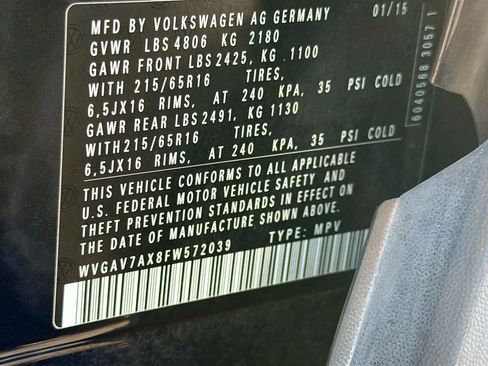 MFD BY VOLKSWAGEN AG GERMANY 01/15
GVWR LBS 4806 KG 2180
GAWR FRONT LBS 2425, KG .1100
WITH 215/65R16 TIRES,
6,5JX16 RIMS, AT 240 KPA, 35 PSI COLD
GAWR REAR LBS 2491, KG 1130
WITH 215/65R16 TIRES,
6,5JX16 RIMS, AT 240 KPA, 35 PSI COLD
THIS VEHICLE CONFORMS TO ALL APPLICABLE
U.S. FEDERAL MOTOR VEHICLE SAFETY AND
THEFT PREVENTION STANDARDS IN EFFECT ON
THE DATE OF MANUFACTURE SHOWN ABOVE.
WVGAV7AX8FW572039 TYPE: MPV
6040568 30571